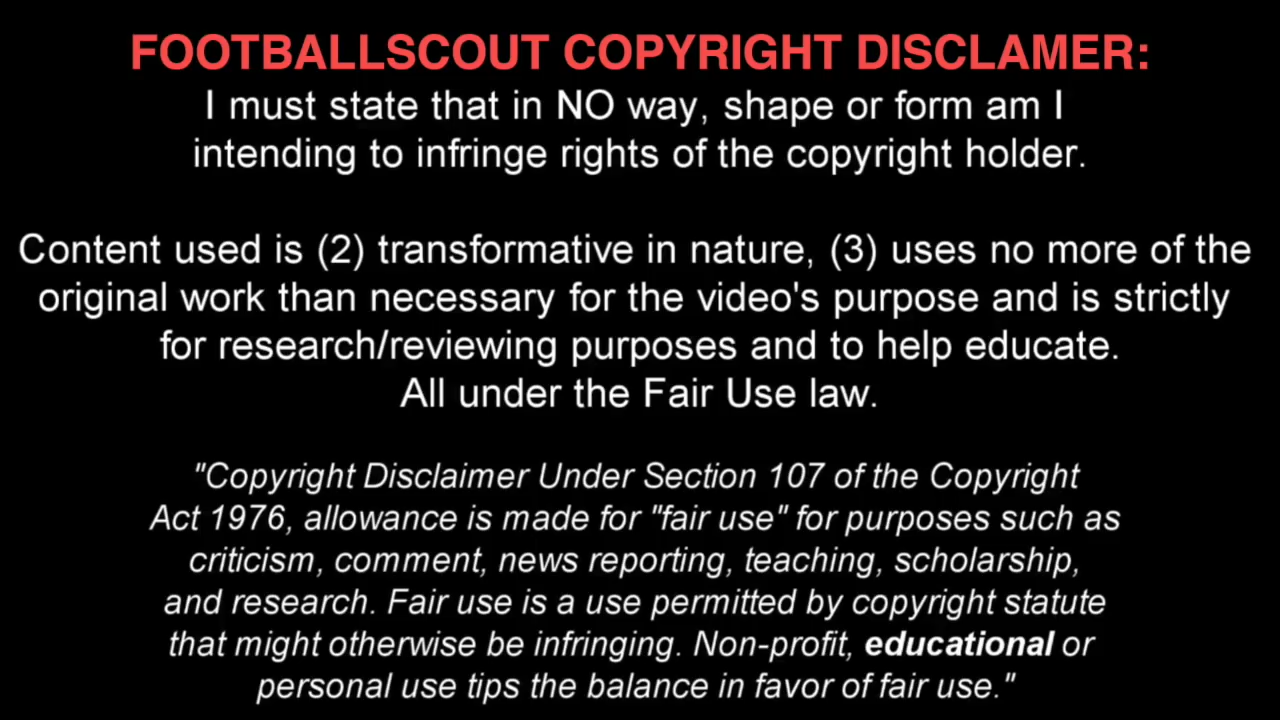 FOOTBALLSCOUT COPYRIGHT DISCLAMER:
I must state that in NO way, shape or form am I
intending to infringe rights of the copyright holder.
Content used is (2) transformative in nature, (3) uses no more of the
original work than necessary for the video's purpose and is strictly
for research/reviewing purposes and to help educate.
All under the Fair Use law.
"Copyright Disclaimer Under Section 107 of the Copyright
Act 1976, allowance is made for "fair use" for purposes such as
criticism, comment, news reporting, teaching, scholarship,
and research. Fair use is a use permitted by copyright statute
that might otherwise be infringing. Non-profit, educational or
personal use tips the balance in favor of fair use."